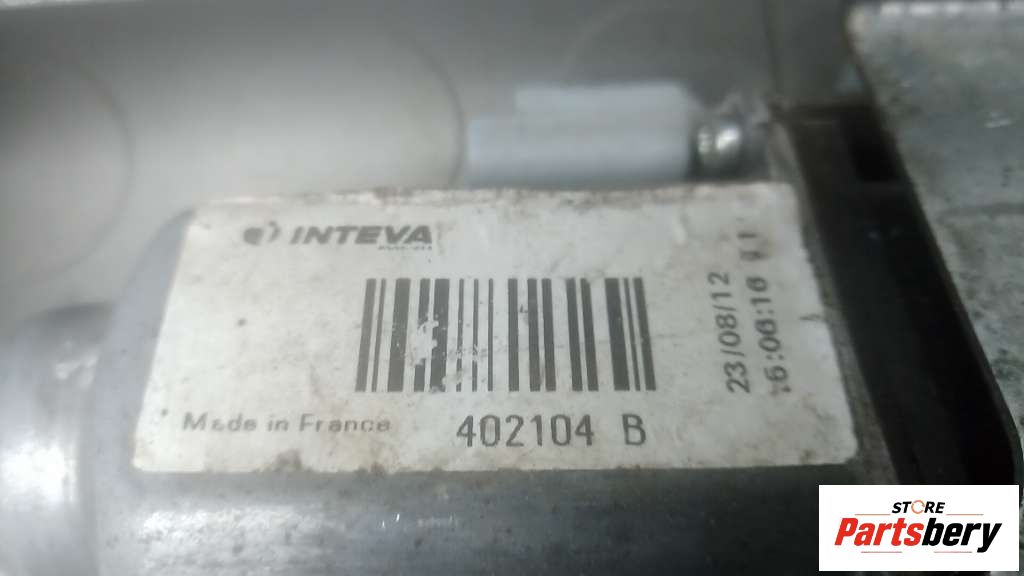 INTEVA
Made in France
402104 B
23/08/12
STORE
Partsbery